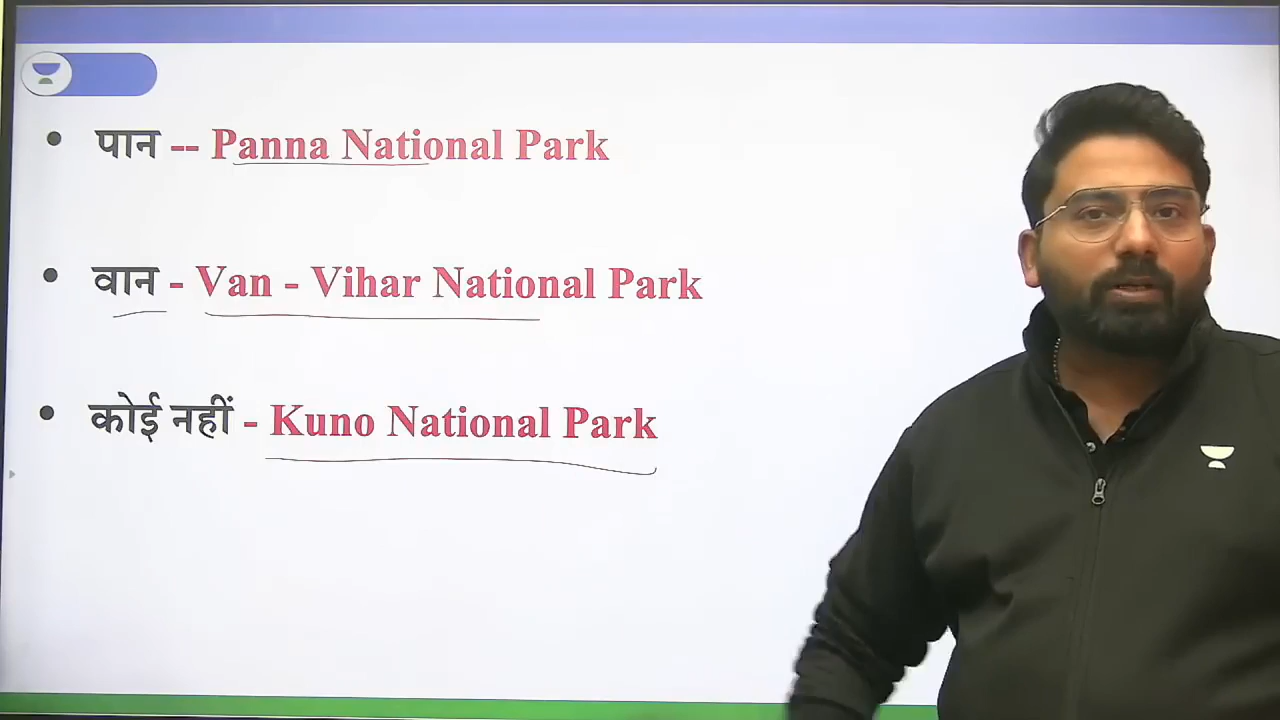 • पान -- Panna National Park
• वान - Van - Vihar National Park
• कोई नहीं - Kuno National Park